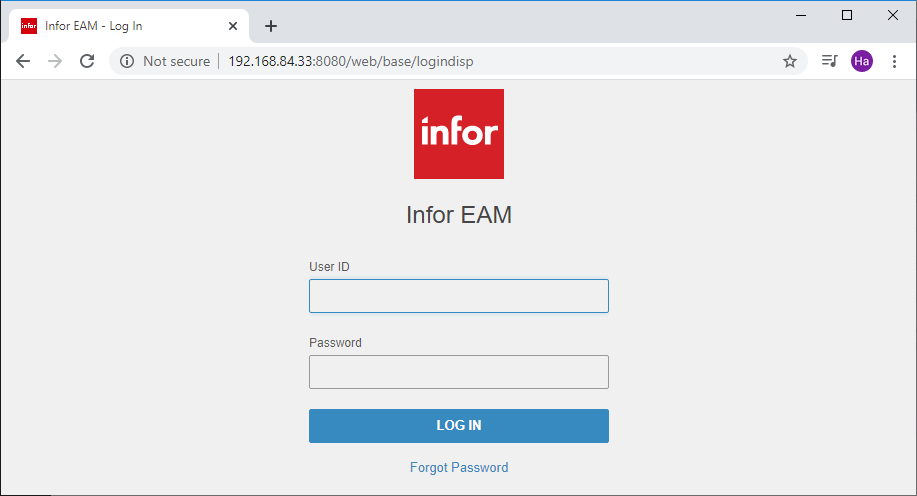 infor
Infor EAM - Log In
Not secure
192.168.84.33:8080/web/base/logindisp
Ha
infor
Infor EAM
User ID
Password
LOG IN
Forgot Password